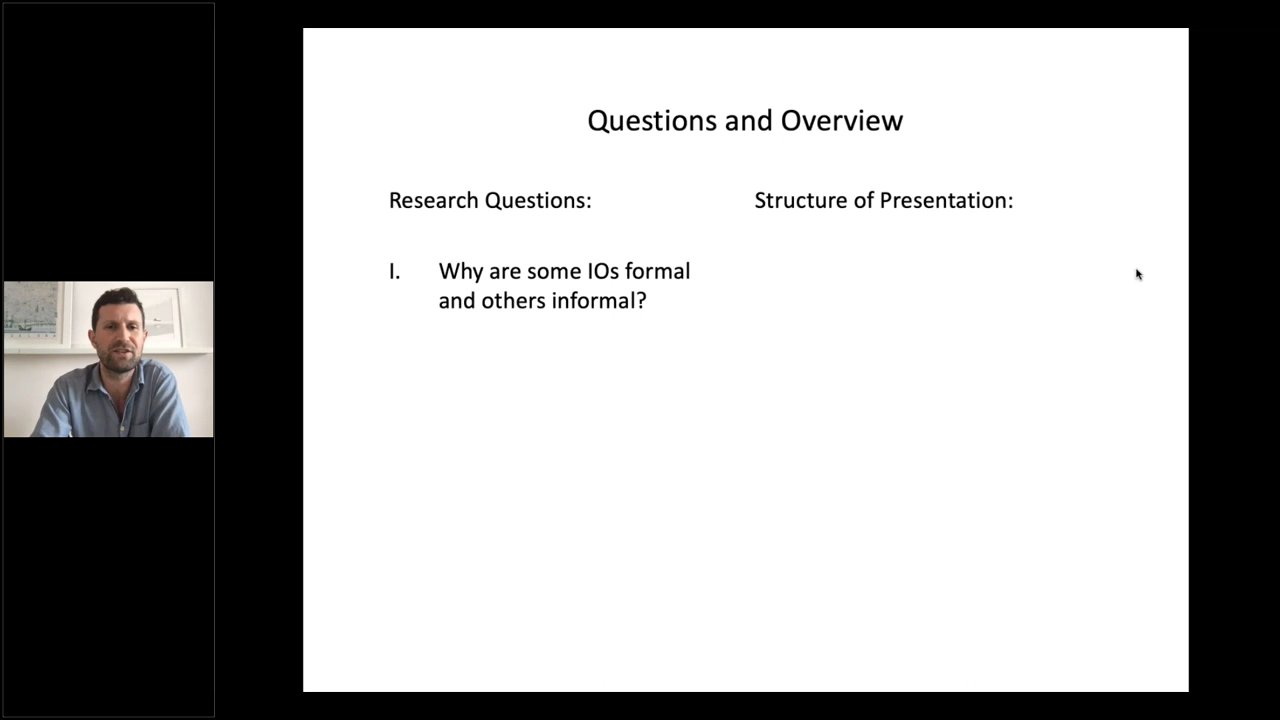 Questions and Overview
Research Questions:
Structure of Presentation:
I. Why are some IOs formal
and others informal?